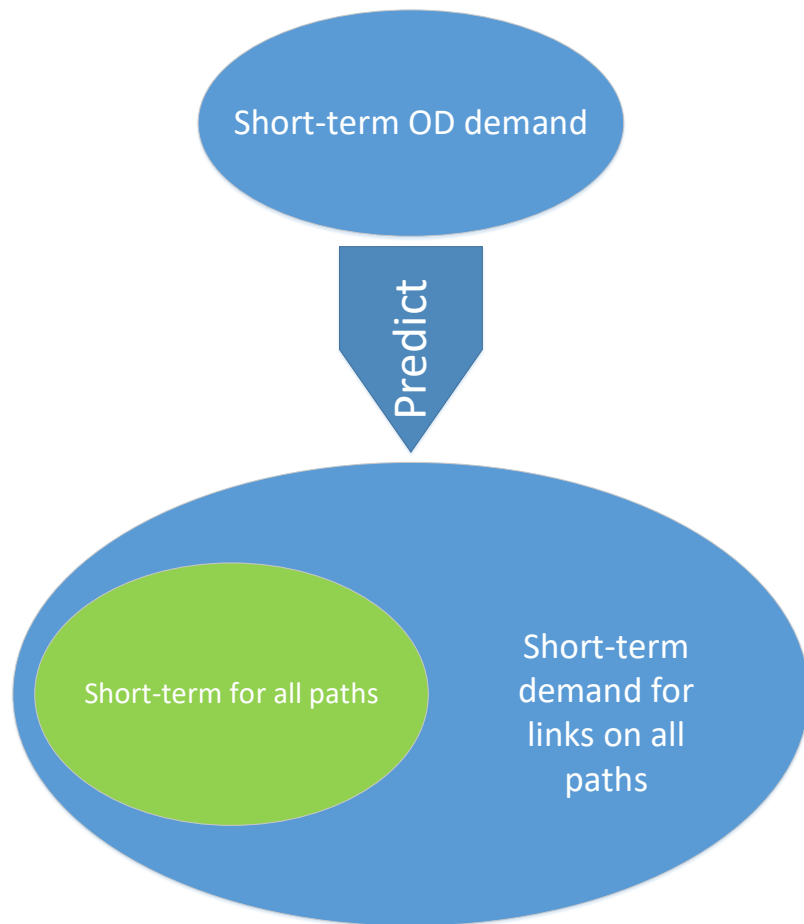 Short-term OD demand
Predict
Short-term for all paths
Short-term
demand for
links on all
paths